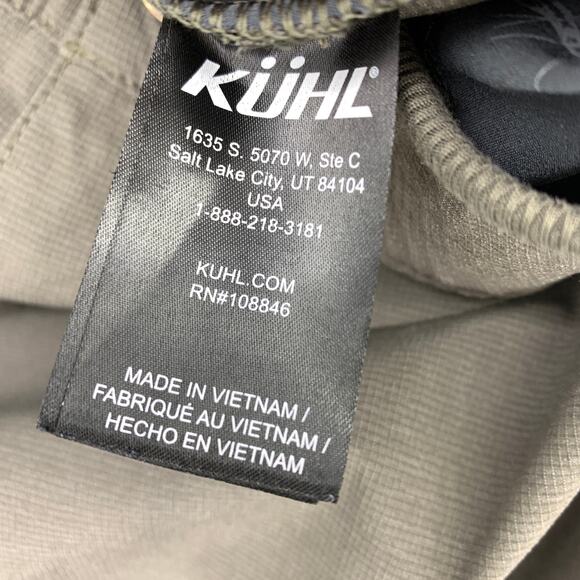 KÜHL®
1635 S. 5070 W, Ste C
Salt Lake City, UT 84104
USA
1-888-218-3181
KUHL.COM
RN#108846
MADE IN VIETNAM /
FABRIQUÉ AU VIETNAM /
HECHO EN VIETNAM